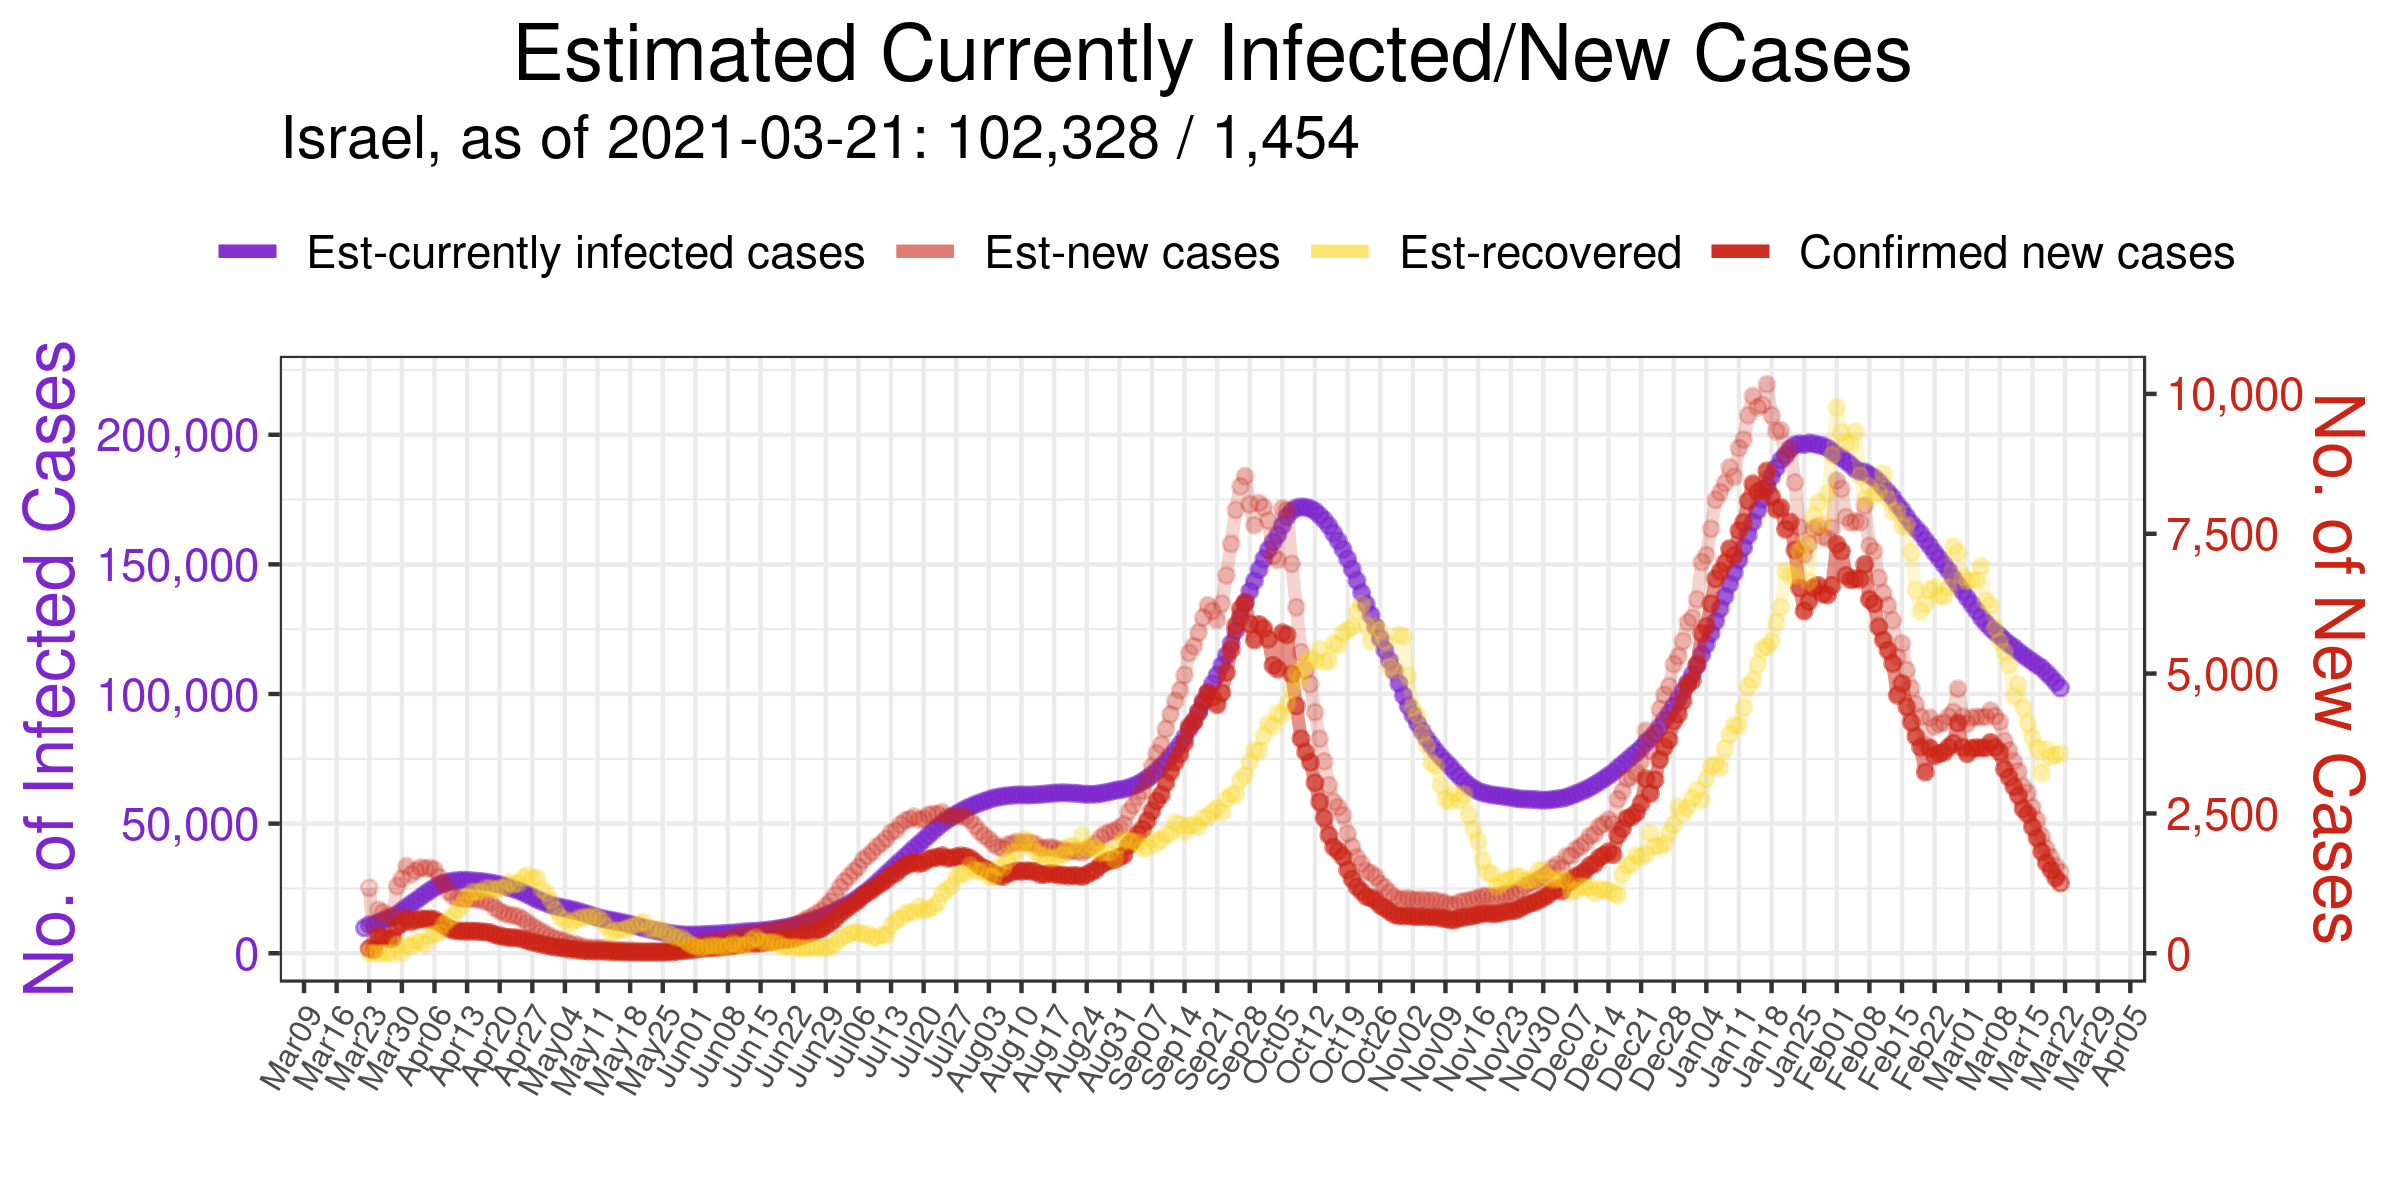 Estimated Currently Infected/New Cases
Israel, as of 2021-03-21: 102,328 / 1,454
Est-currently infected cases Est-new cases Est-recovered Confirmed new cases
No. of Infected Cases
200,000
150,000
100,000
50,000
0
10,000
7,500
5,000
2,500
0
No. of New Cases
Mar09 Mar16 Mar23 Mar30 Apr06 Apr13 Apr20 Apr27 May04 May11 May18 May25 Jun01 Jun08 Jun15 Jun22 Jun29 Jul06 Jul13 Jul20 Jul27 Aug03 Aug10 Aug17 Aug24 Aug31 Sep07 Sep14 Sep21 Sep28 Oct05 Oct12 Oct19 Oct26 Nov02 Nov09 Nov16 Nov23 Nov30 Dec07 Dec14 Dec21 Dec28 Jan04 Jan11 Jan18 Jan25 Feb01 Feb08 Feb15 Feb22 Mar01 Mar08 Mar15 Mar22 Mar29 Apr05